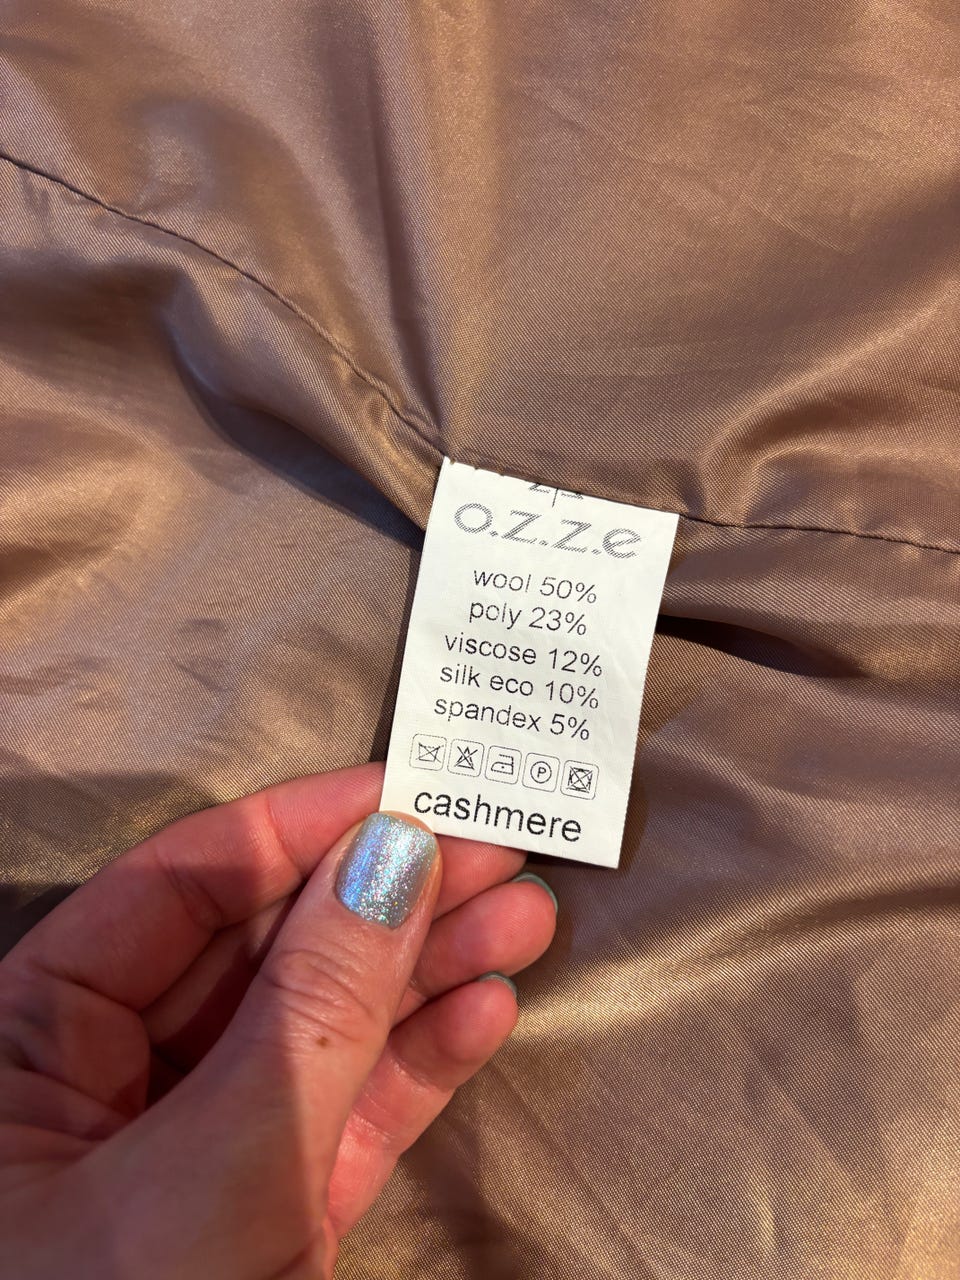 o.z.z.e
wool 50%
poly 23%
viscose 12%
silk eco 10%
spandex 5%
P
cashmere